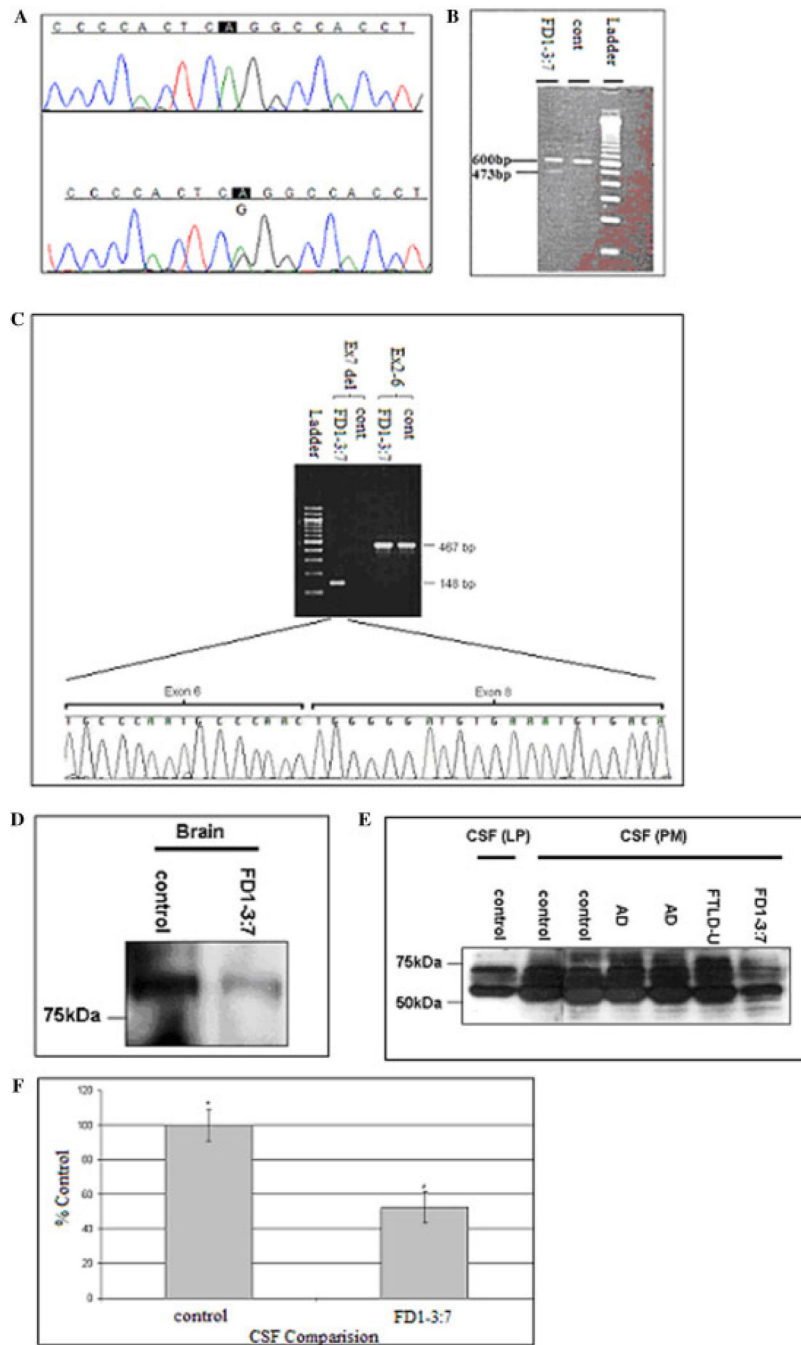 A
C C C C A C T C A G G C C A C C T
C C C C A C T C A G G C C A C C T
G
B
FD1-3:7
cont
Ladder
600bp
473bp
C
Ex7 del
Ex2-6
Ladder
FD1-3:7
cont
FD1-3:7
cont
467 bp
148 bp
Exon 6
Exon 8
T G C C C A A T G C C C A A C T G G G G G A T G T G A A A T G T G A C A
D
Brain
control
FD1-3:7
75kDa
E
CSF (LP)
CSF (PM)
control
control
control
AD
AD
FTLD-U
FD1-3:7
75kDa
50kDa
F
% Control
120
100
80
60
40
20
0
*
*
control
FD1-3:7
CSF Comparision